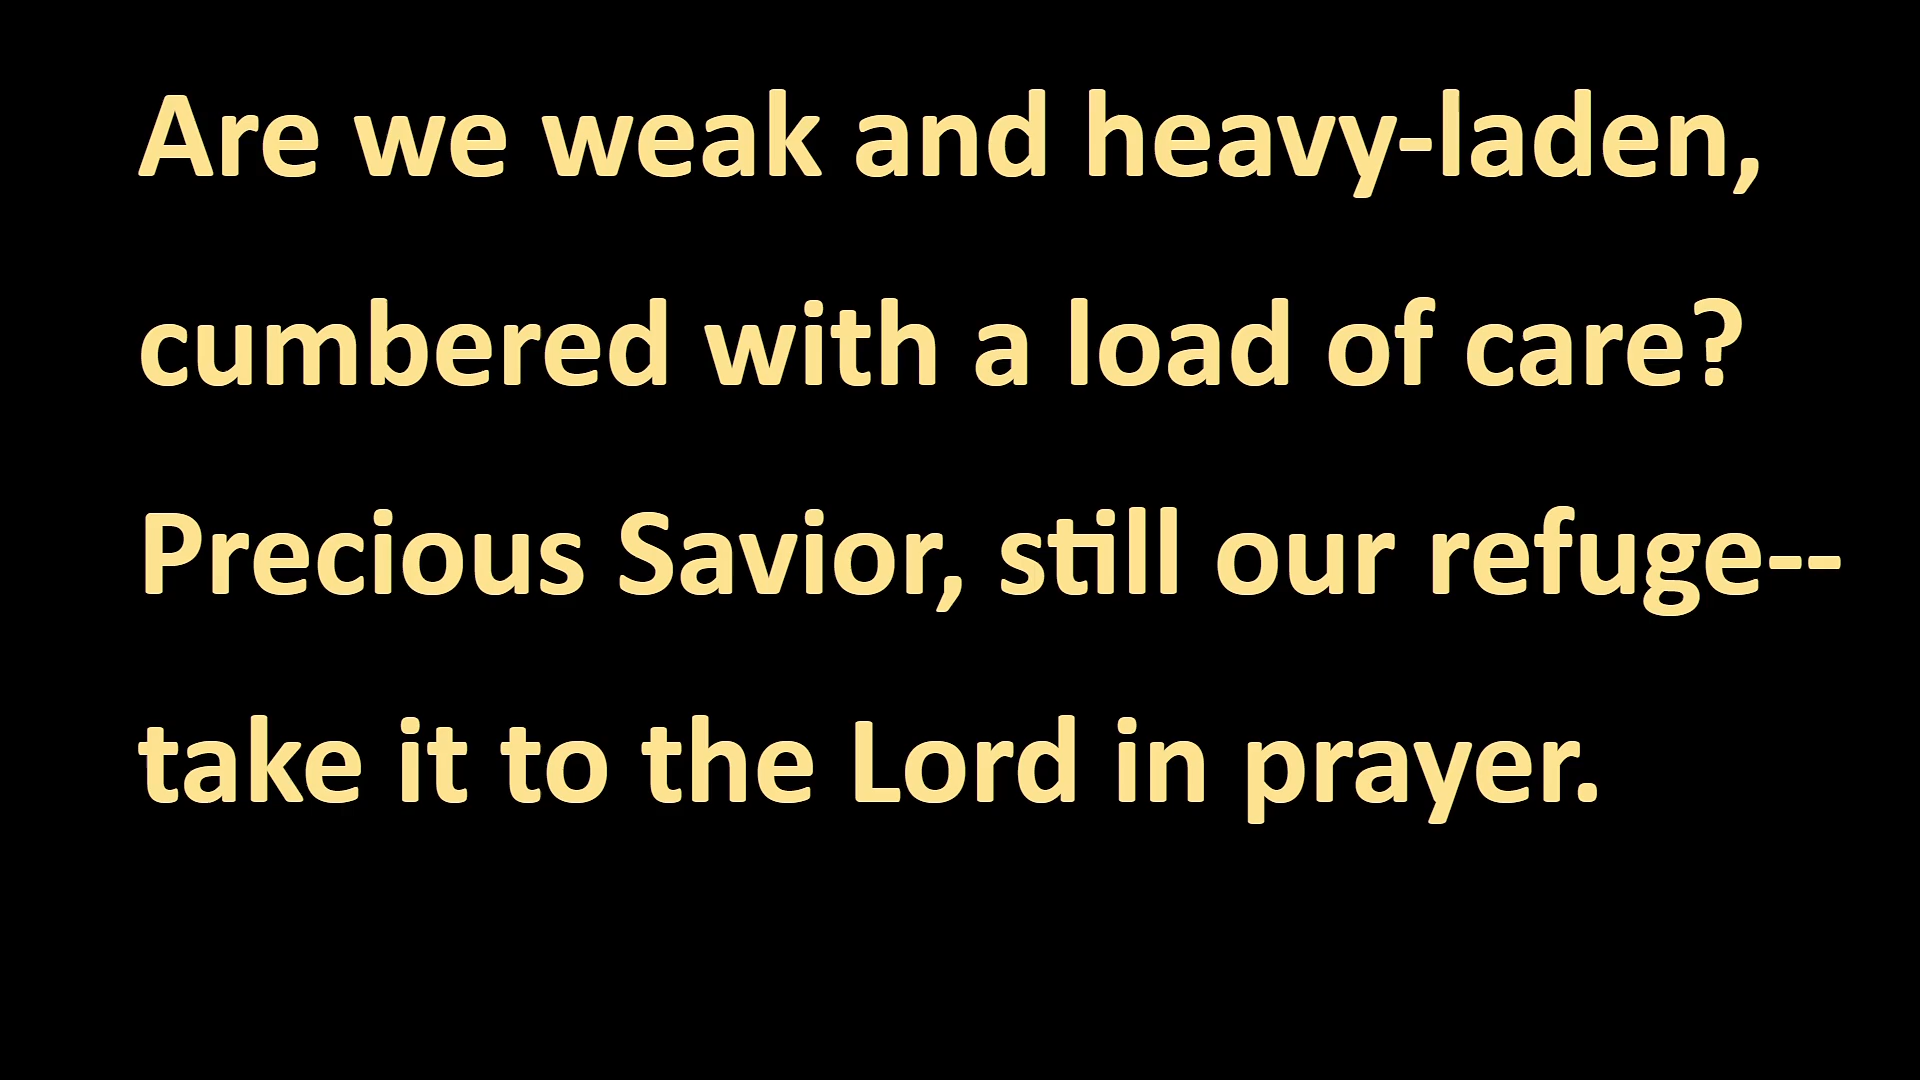 Are we weak and heavy-laden,
cumbered with a load of care?
Precious Savior, still our refuge--
take it to the Lord in prayer.